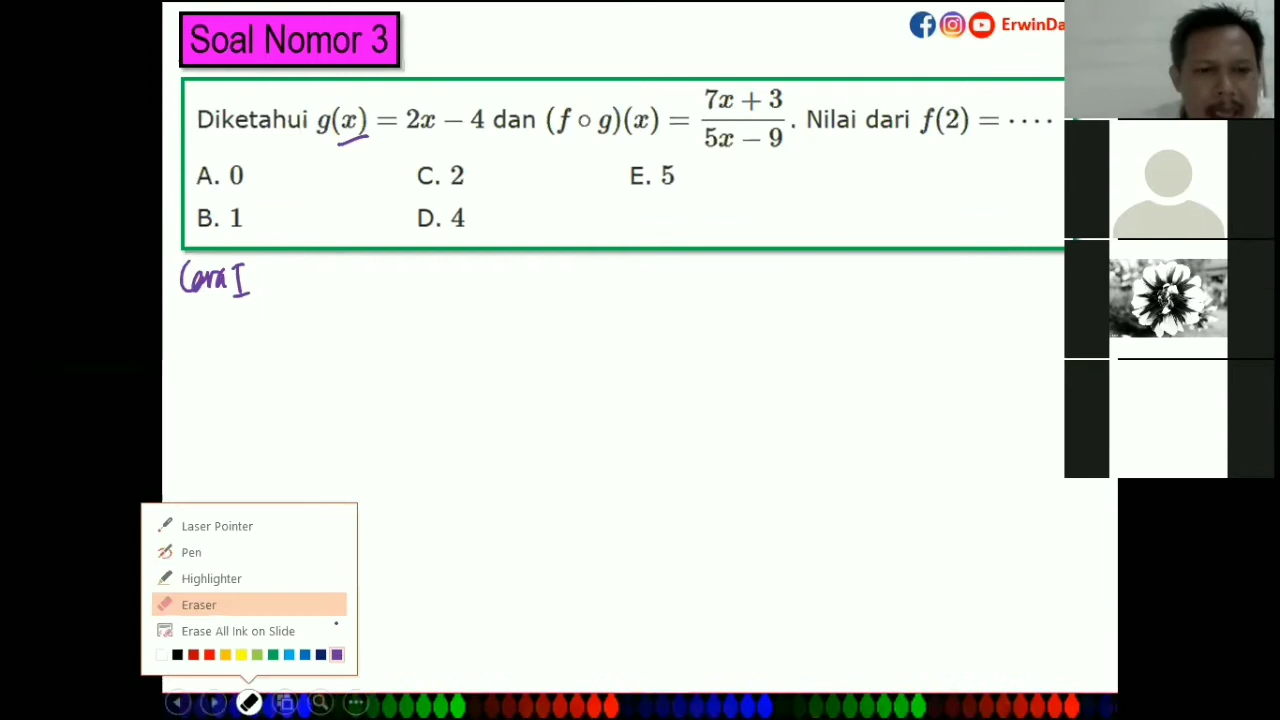 Soal Nomor 3
ErwinDa
Diketahui g(x) = 2x − 4 dan (f ∘ g)(x) = (7x + 3)/(5x − 9). Nilai dari f(2) = ····
A. 0 C. 2 E. 5
B. 1 D. 4
Cara I
Laser Pointer
Pen
Highlighter
Eraser
Erase All Ink on Slide